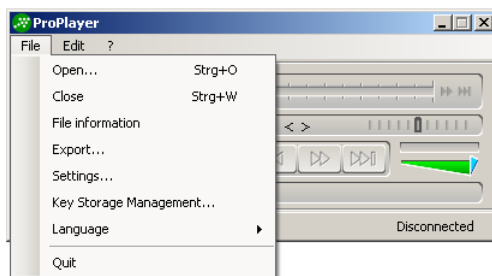 ProPlayer
File Edit ?
Open... Strg+O
Close Strg+W
File information
< >
Export...
Settings...
Key Storage Management...
Language
Disconnected
Quit